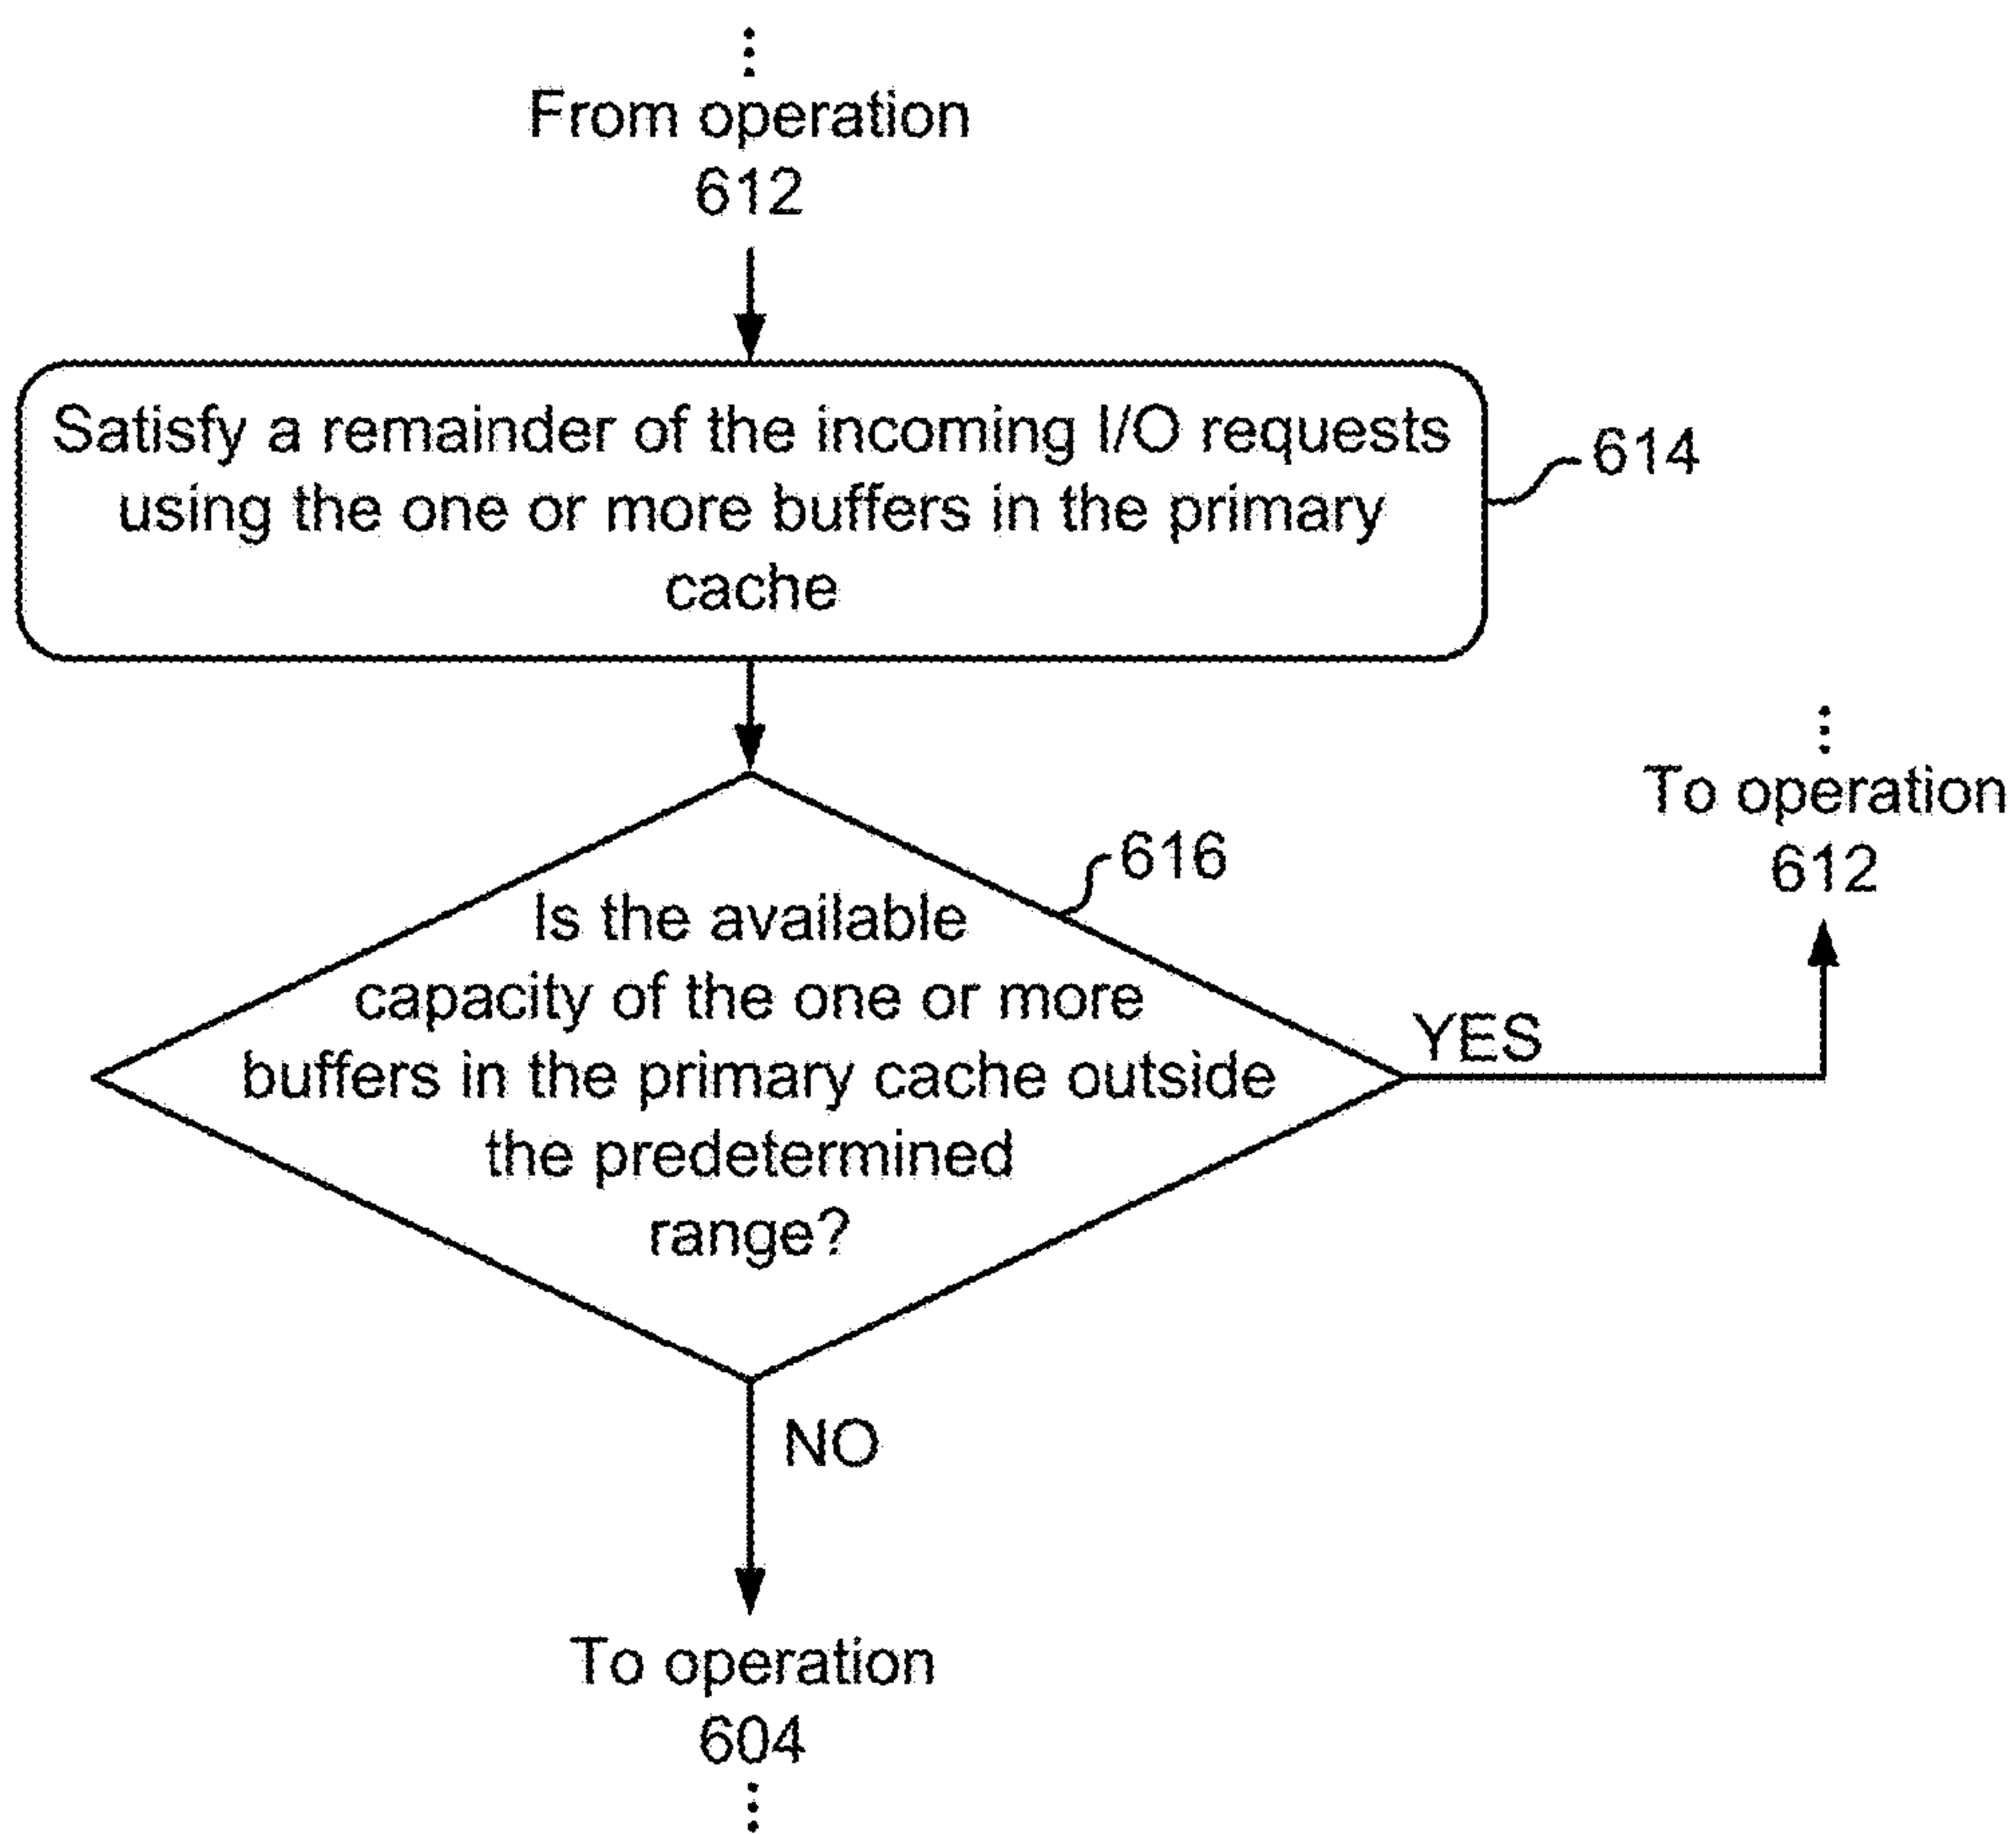 From operation
612
Satisfy a remainder of the incoming I/O requests
using the one or more buffers in the primary
cache
614
To operation
612
616
Is the available
capacity of the one or more
buffers in the primary cache outside
the predetermined
range?
YES
NO
To operation
604